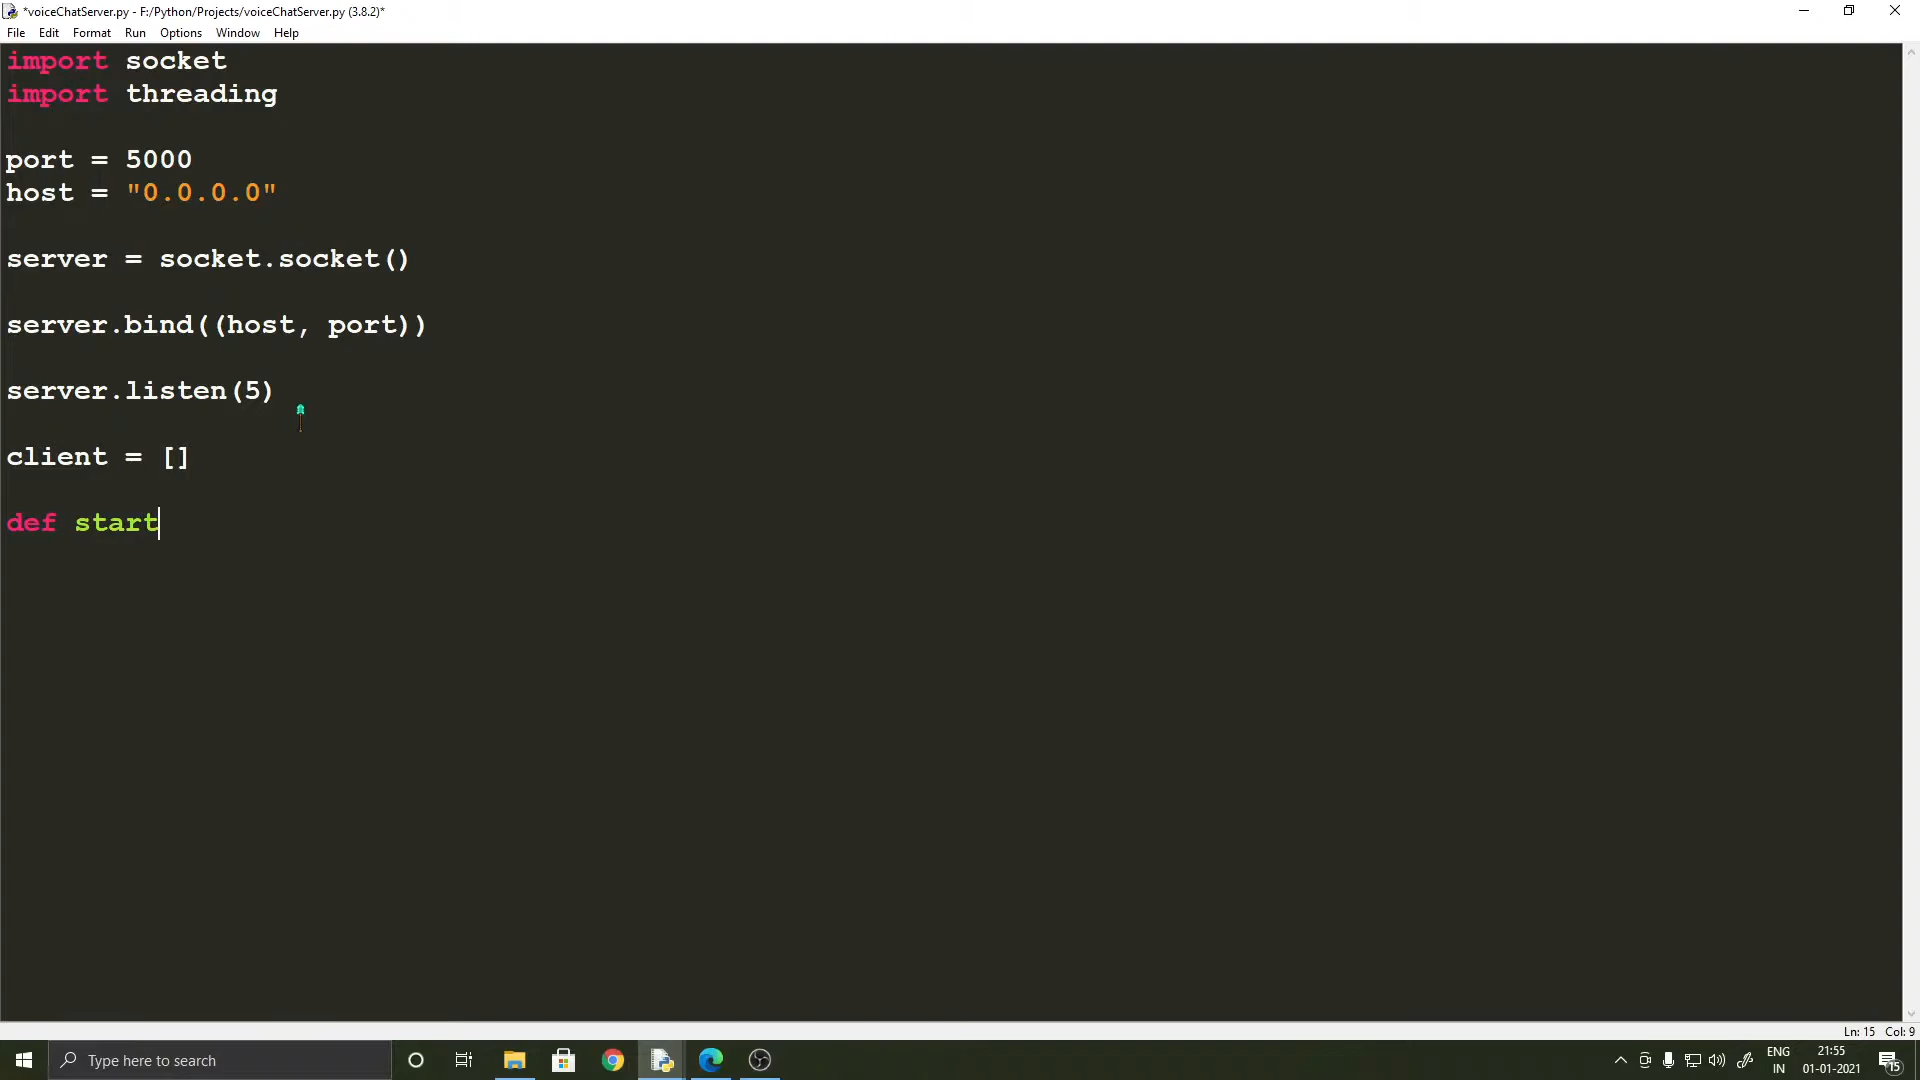 *voiceChatServer.py - F:/Python/Projects/voiceChatServer.py (3.8.2)*
File Edit Format Run Options Window Help
import socket
import threading
port = 5000
host = "0.0.0.0"
server = socket.socket()
server.bind((host, port))
server.listen(5)
client = []
def start
Ln: 15 Col: 9
Type here to search
ENG
IN
21:55
01-01-2021
15